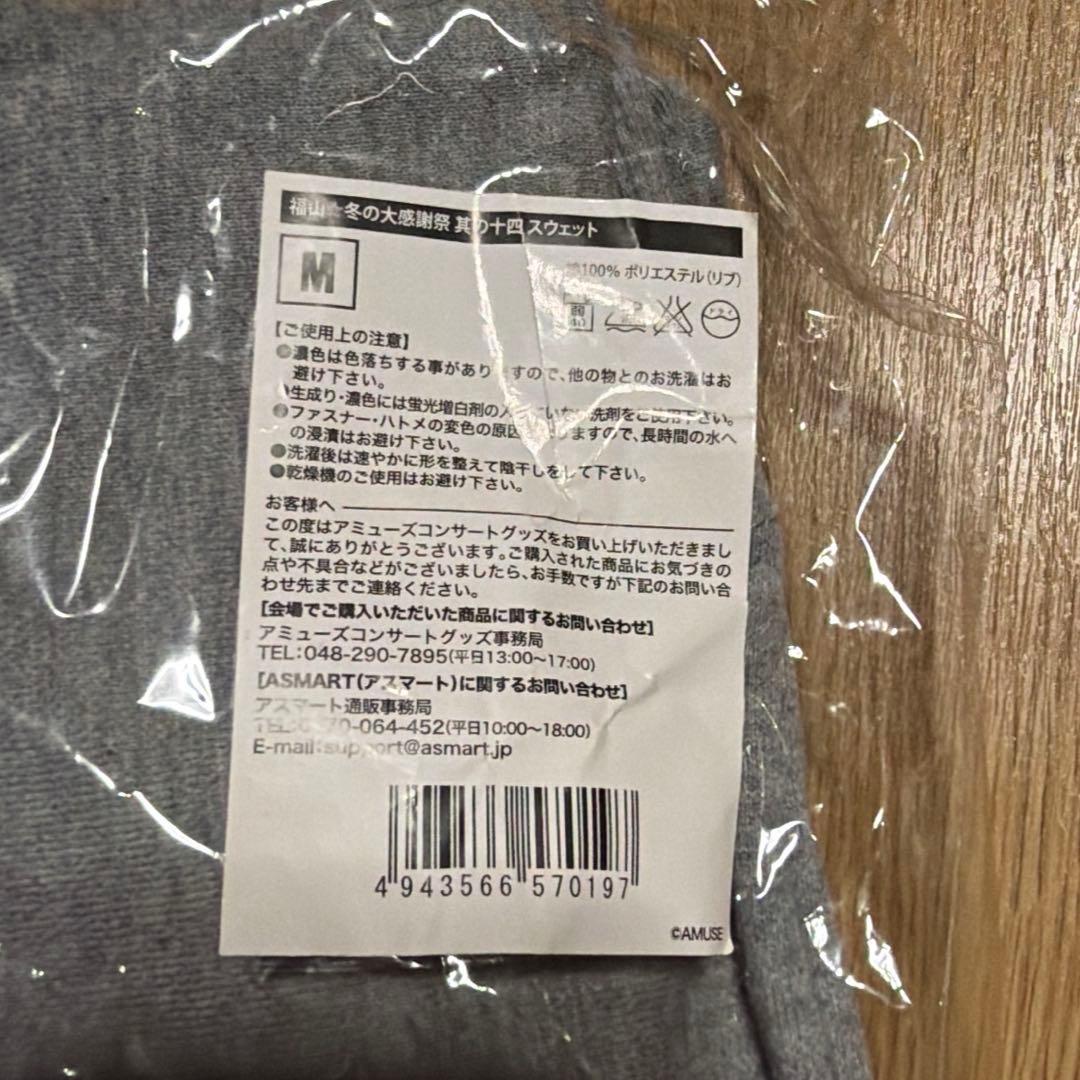 福山☆冬の大感謝祭 其の十四 スウェット
M
100% ポリエステル(リブ)
【ご使用上の注意】
●濃色は色落ちする事がありますので、他の物とのお洗濯はお
避け下さい。
●生成り・濃色には蛍光増白剤の 洗剤をご使用下さい。
●ファスナー・ハトメの変色の原因 しますので、長時間の水へ
の浸漬はお避け下さい。
●洗濯後は速やかに形を整えて陰干しをして下さい。
●乾燥機のご使用はお避け下さい。
お客様へ
この度はアミューズコンサートグッズをお買い上げいただきまし
て、誠にありがとうございます。ご購入された商品にお気づきの
点や不具合などがございましたら、お手数ですが下記のお問い合
わせ先までご連絡ください。
[会場でご購入いただいた商品に関するお問い合わせ]
アミューズコンサートグッズ事務局
TEL:048-290-7895(平日13:00〜17:00)
[ASMART(アスマート)に関するお問い合わせ]
アスマート通販事務局
TEL: -064-452(平日10:00〜18:00)
E-mail:support@asmart.jp
4 943566 570197
©AMUSE